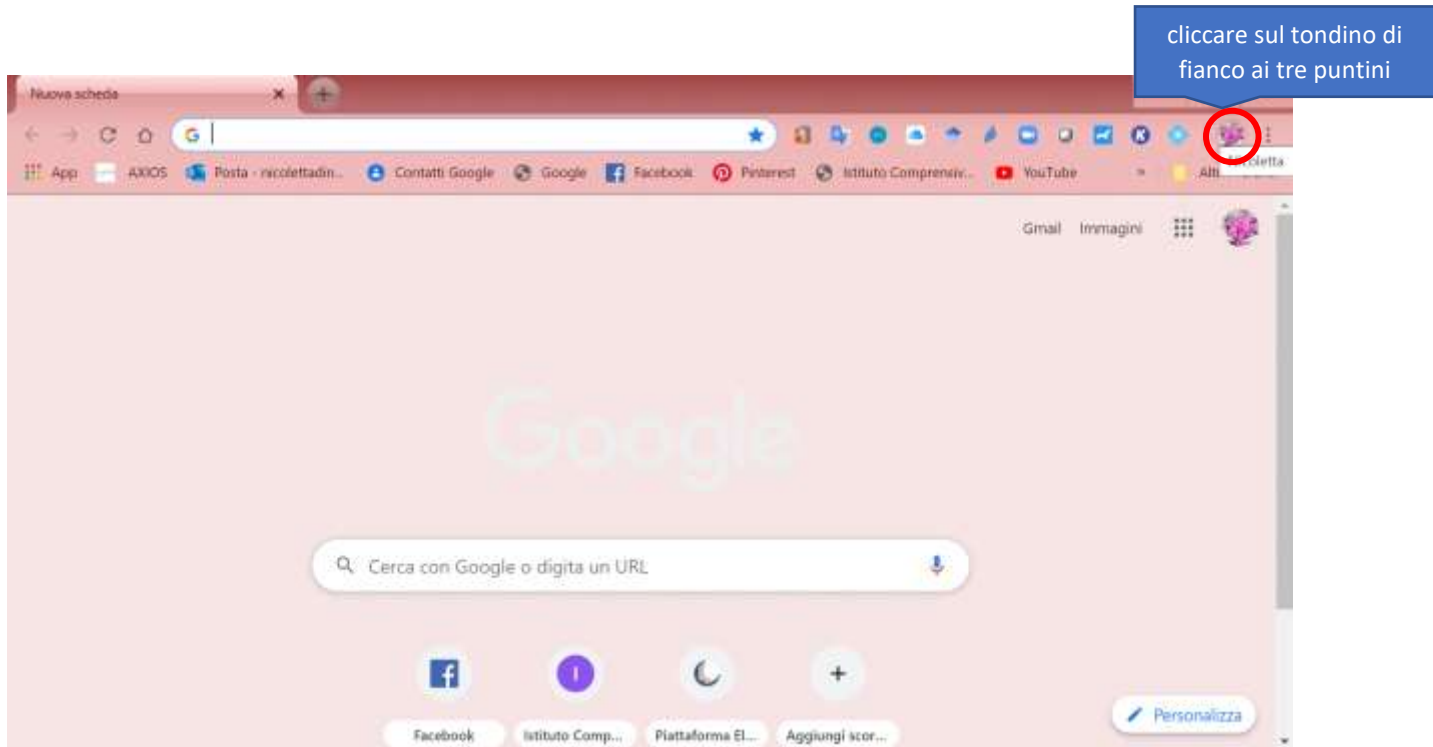 cliccare sul tondino di
fianco ai tre puntini
Nuova scheda
App AXIOS Posta - nicolettadin... Contatti Google Google Facebook Pinterest Istituto Comprensiv... YouTube »
Gmail Immagini
Google
Cerca con Google o digita un URL
Facebook Istituto Comp... Piattaforma El... Aggiungi scor...
Personalizza